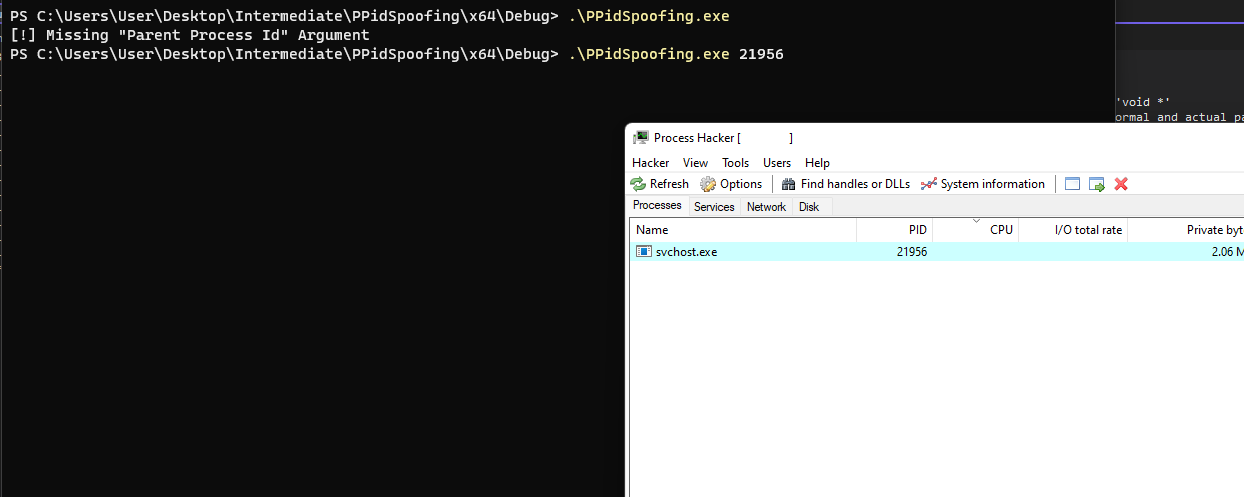 PS C:\Users\User\Desktop\Intermediate\PPidSpoofing\x64\Debug> .\PPidSpoofing.exe
[!] Missing "Parent Process Id" Argument
PS C:\Users\User\Desktop\Intermediate\PPidSpoofing\x64\Debug> .\PPidSpoofing.exe 21956
'void *'
ormal and actual pa
Process Hacker [ ]
Hacker View Tools Users Help
Refresh Options Find handles or DLLs System information
Processes Services Network Disk
Name PID CPU I/O total rate Private byt
svchost.exe 21956 2.06 M